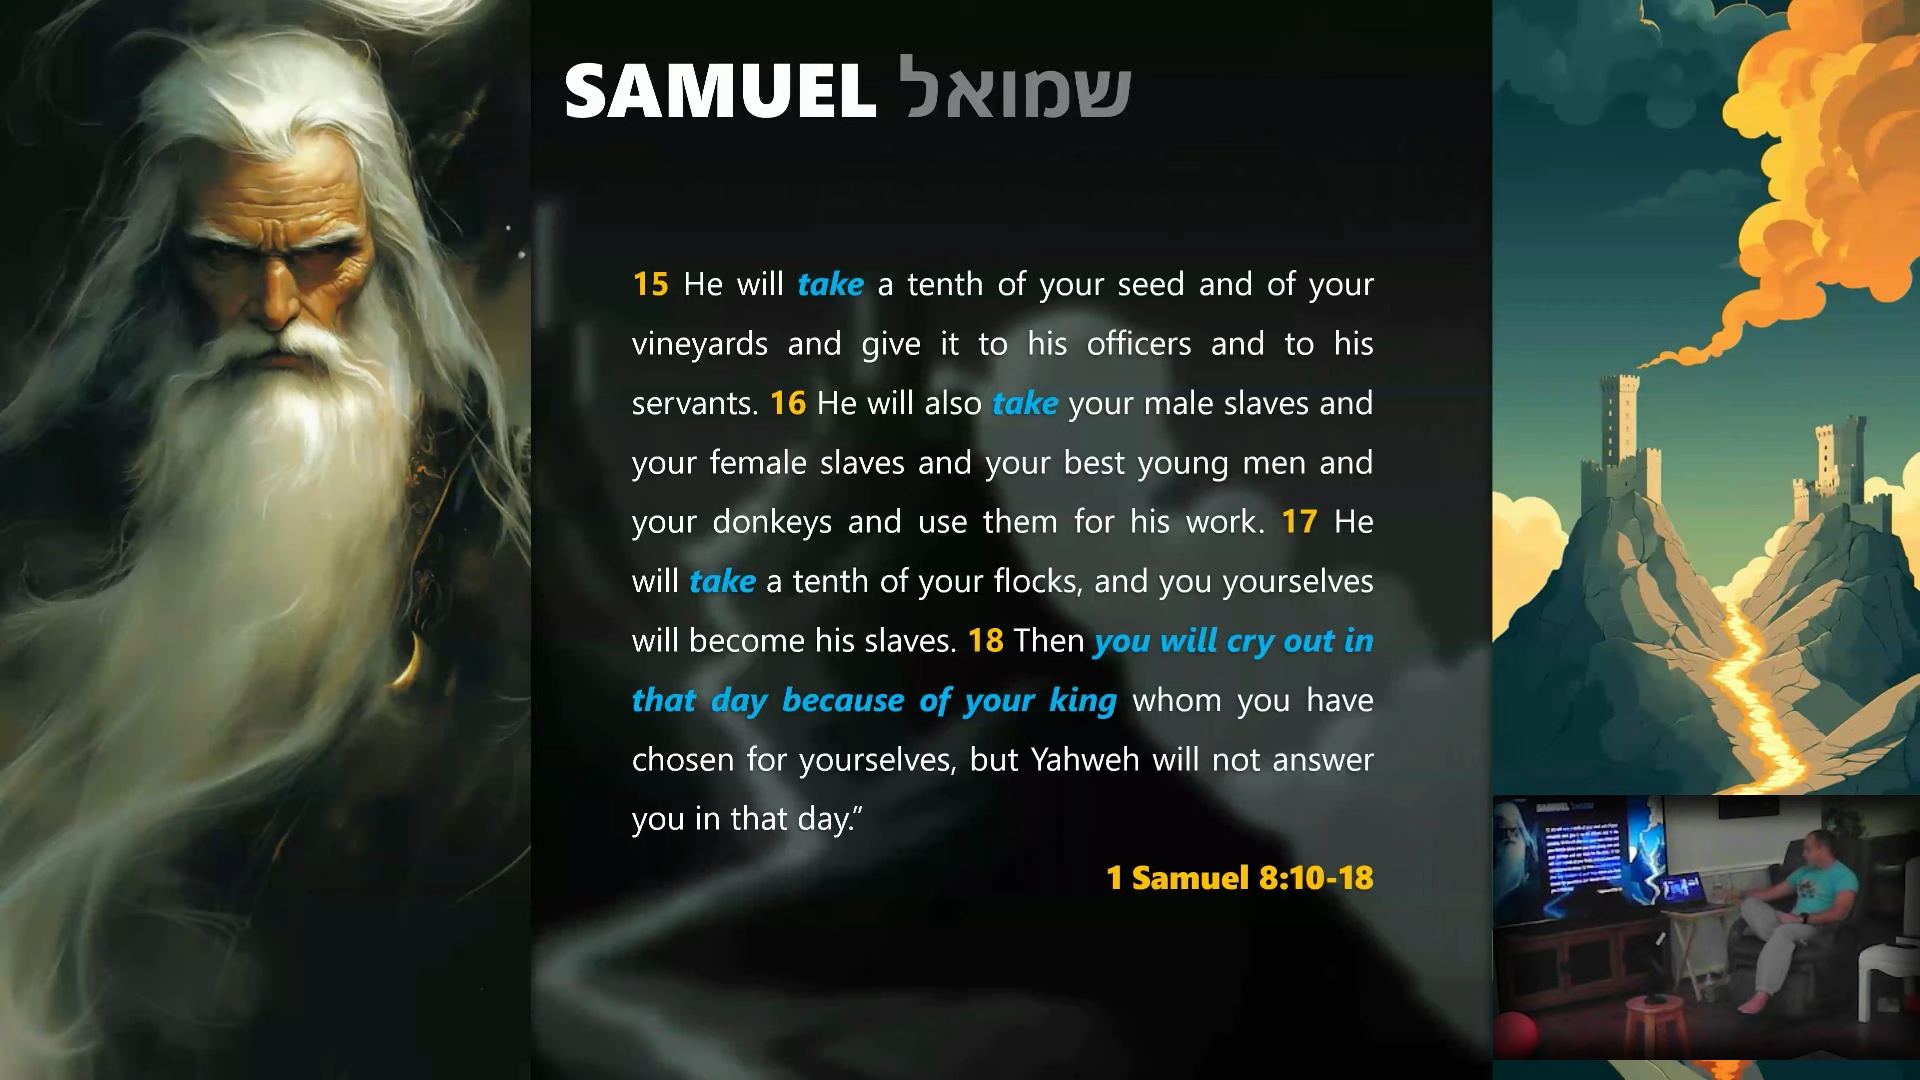 SAMUEL שמואל
15 He will take a tenth of your seed and of your
vineyards and give it to his officers and to his
servants. 16 He will also take your male slaves and
your female slaves and your best young men and
your donkeys and use them for his work. 17 He
will take a tenth of your flocks, and you yourselves
will become his slaves. 18 Then you will cry out in
that day because of your king whom you have
chosen for yourselves, but Yahweh will not answer
you in that day.”
1 Samuel 8:10-18
SAMUEL שמואל